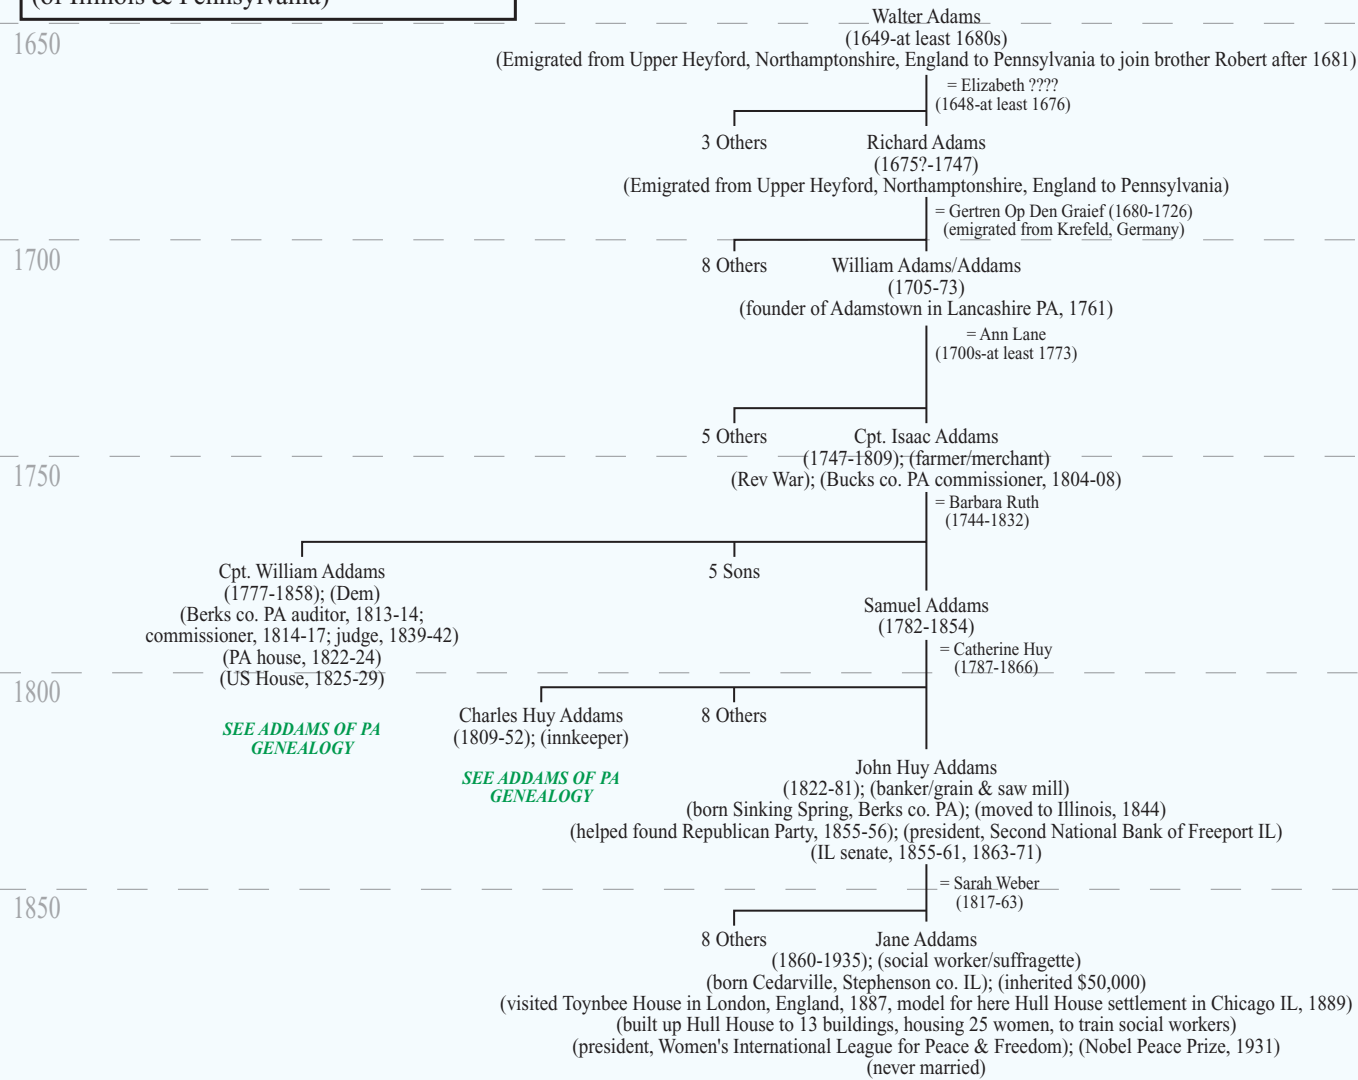 (of Illinois & Pennsylvania)
Walter Adams
1650
(1649-at least 1680s)
(Emigrated from Upper Heyford, Northamptonshire, England to Pennsylvania to join brother Robert after 1681)
= Elizabeth ????
(1648-at least 1676)
3 Others
Richard Adams
(1675?-1747)
(Emigrated from Upper Heyford, Northamptonshire, England to Pennsylvania)
= Gertren Op Den Graief (1680-1726)
(emigrated from Krefeld, Germany)
1700
8 Others
William Adams/Addams
(1705-73)
(founder of Adamstown in Lancashire PA, 1761)
= Ann Lane
(1700s-at least 1773)
5 Others
Cpt. Isaac Addams
(1747-1809); (farmer/merchant)
1750
(Rev War); (Bucks co. PA commissioner, 1804-08)
= Barbara Ruth
(1744-1832)
Cpt. William Addams
(1777-1858); (Dem)
(Berks co. PA auditor, 1813-14;
commissioner, 1814-17; judge, 1839-42)
(PA house, 1822-24)
(US House, 1825-29)
5 Sons
Samuel Addams
(1782-1854)
= Catherine Huy
(1787-1866)
1800
SEE ADDAMS OF PA
GENEALOGY
Charles Huy Addams
(1809-52); (innkeeper)
SEE ADDAMS OF PA
GENEALOGY
8 Others
John Huy Addams
(1822-81); (banker/grain & saw mill)
(born Sinking Spring, Berks co. PA); (moved to Illinois, 1844)
(helped found Republican Party, 1855-56); (president, Second National Bank of Freeport IL)
(IL senate, 1855-61, 1863-71)
= Sarah Weber
(1817-63)
1850
8 Others
Jane Addams
(1860-1935); (social worker/suffragette)
(born Cedarville, Stephenson co. IL); (inherited $50,000)
(visited Toynbee House in London, England, 1887, model for here Hull House settlement in Chicago IL, 1889)
(built up Hull House to 13 buildings, housing 25 women, to train social workers)
(president, Women's International League for Peace & Freedom); (Nobel Peace Prize, 1931)
(never married)